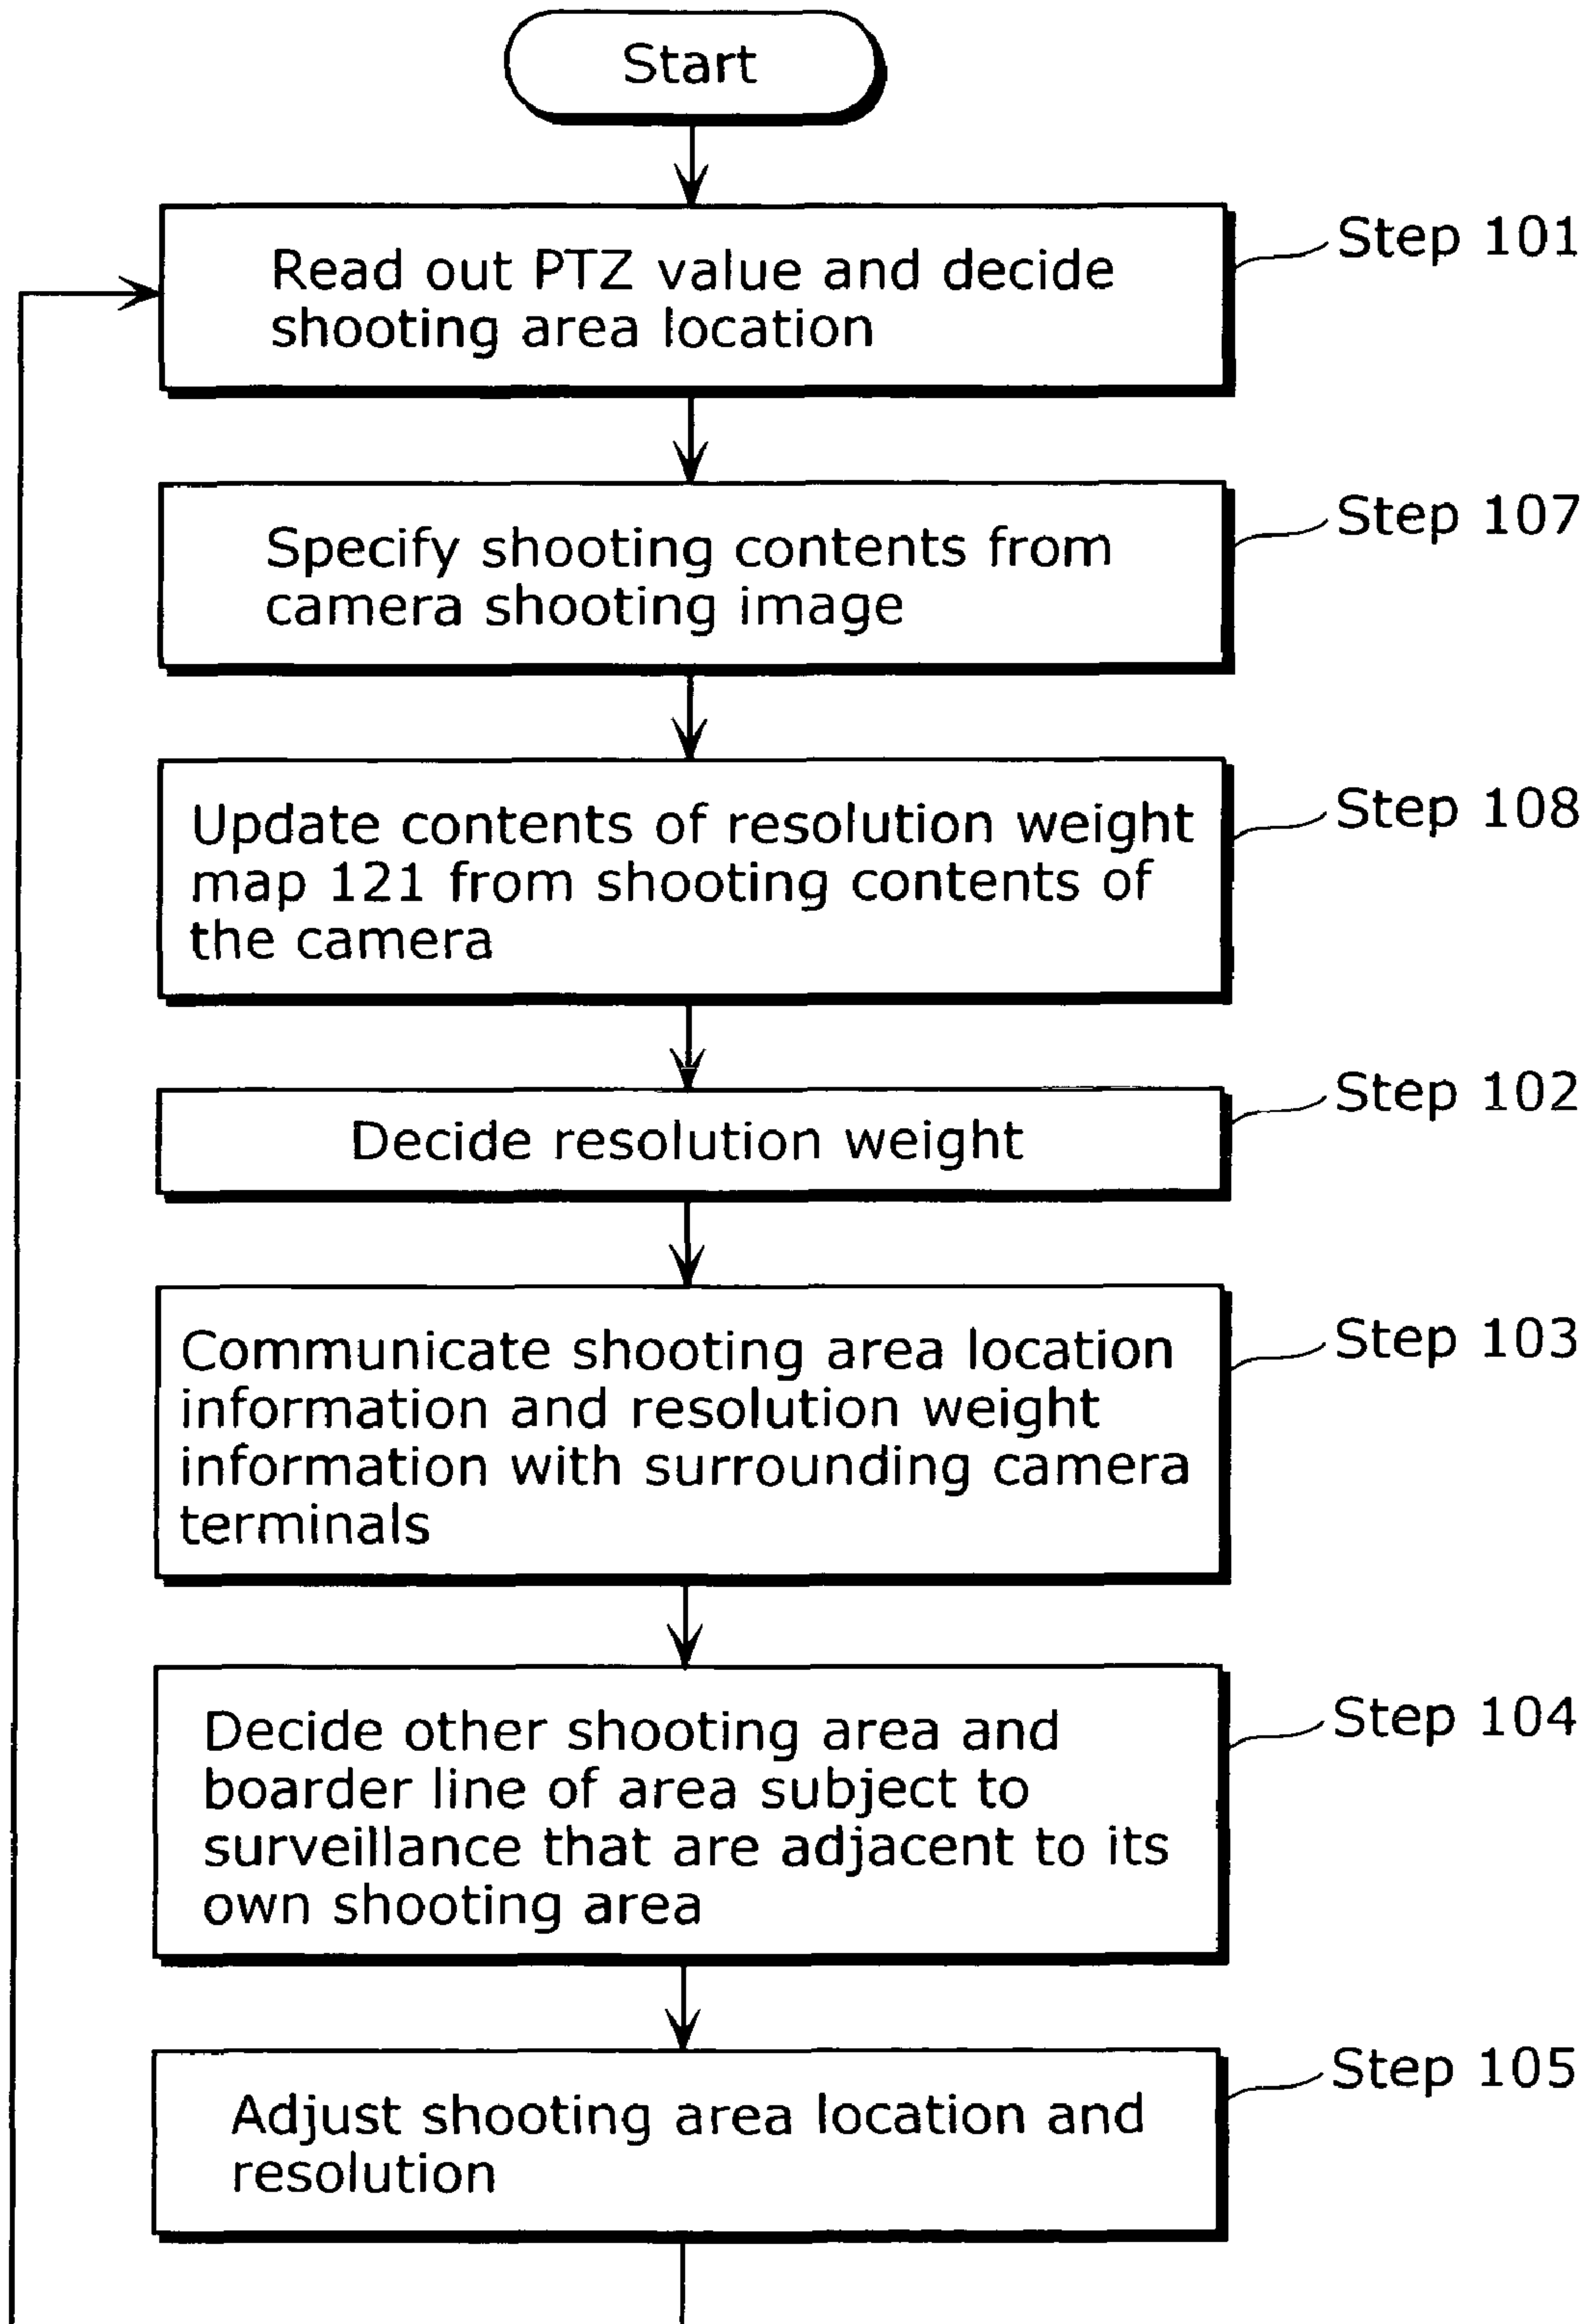 Start
Read out PTZ value and decide
shooting area location
Step 101
Specify shooting contents from
camera shooting image
Step 107
Update contents of resolution weight
map 121 from shooting contents of
the camera
Step 108
Decide resolution weight
Step 102
Communicate shooting area location
information and resolution weight
information with surrounding camera
terminals
Step 103
Decide other shooting area and
boarder line of area subject to
surveillance that are adjacent to its
own shooting area
Step 104
Adjust shooting area location and
resolution
Step 105